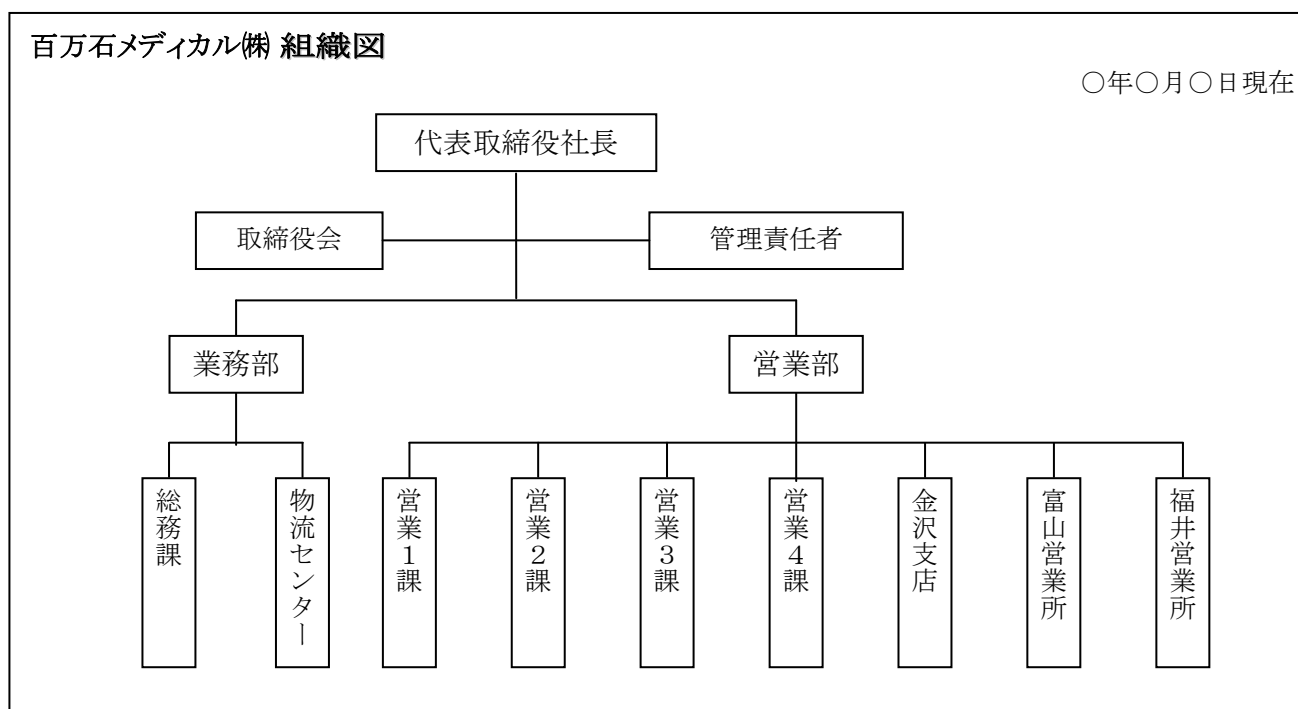 百万石メディカル㈱ 組織図
〇年〇月〇日現在
代表取締役社長
取締役会
管理責任者
業務部
営業部
総務課
物流センター
営業1課
営業2課
営業3課
営業4課
金沢支店
富山営業所
福井営業所